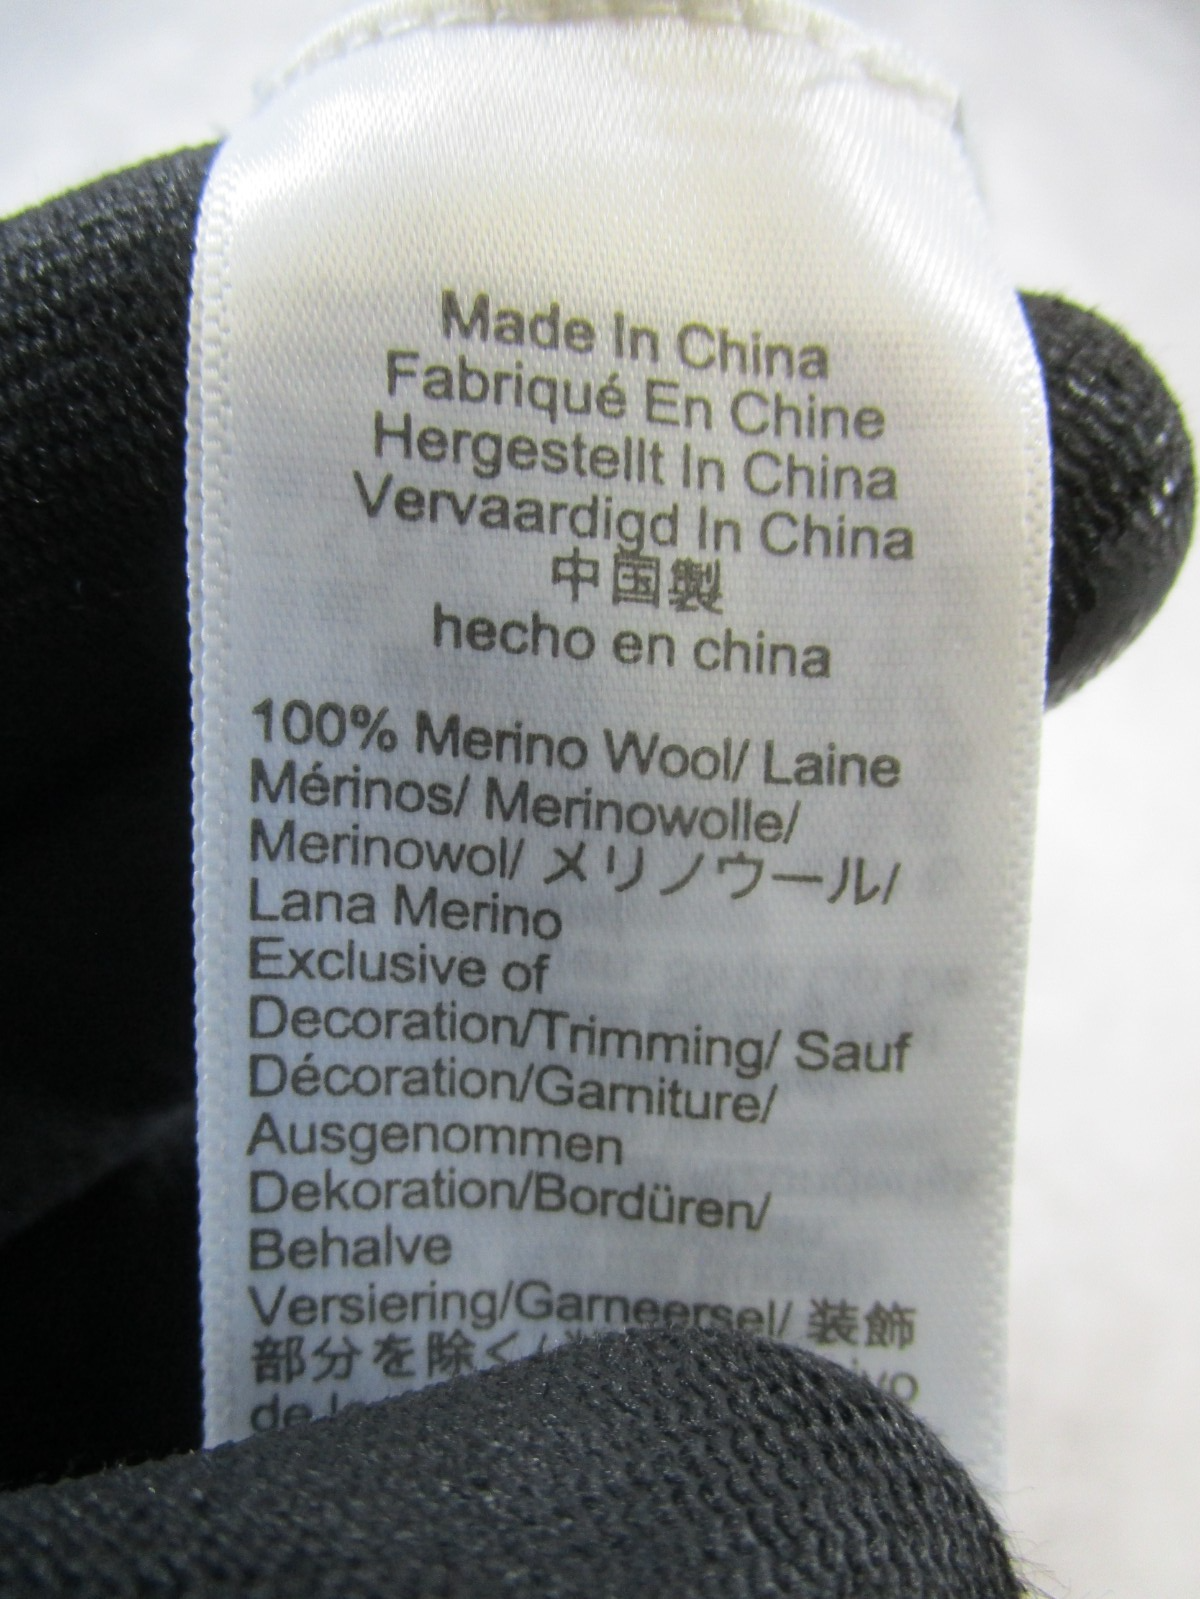 Made In China
Fabriqué En Chine
Hergestellt In China
Vervaardigd In China
中国製
hecho en china
100% Merino Wool/ Laine
Mérinos/ Merinowolle/
Merinowol/ メリノウール/
Lana Merino
Exclusive of
Decoration/Trimming/ Sauf
Décoration/Garniture/
Ausgenommen
Dekoration/Bordüren/
Behalve
Versiering/Garneersel/ 装飾
部分を除く/
de